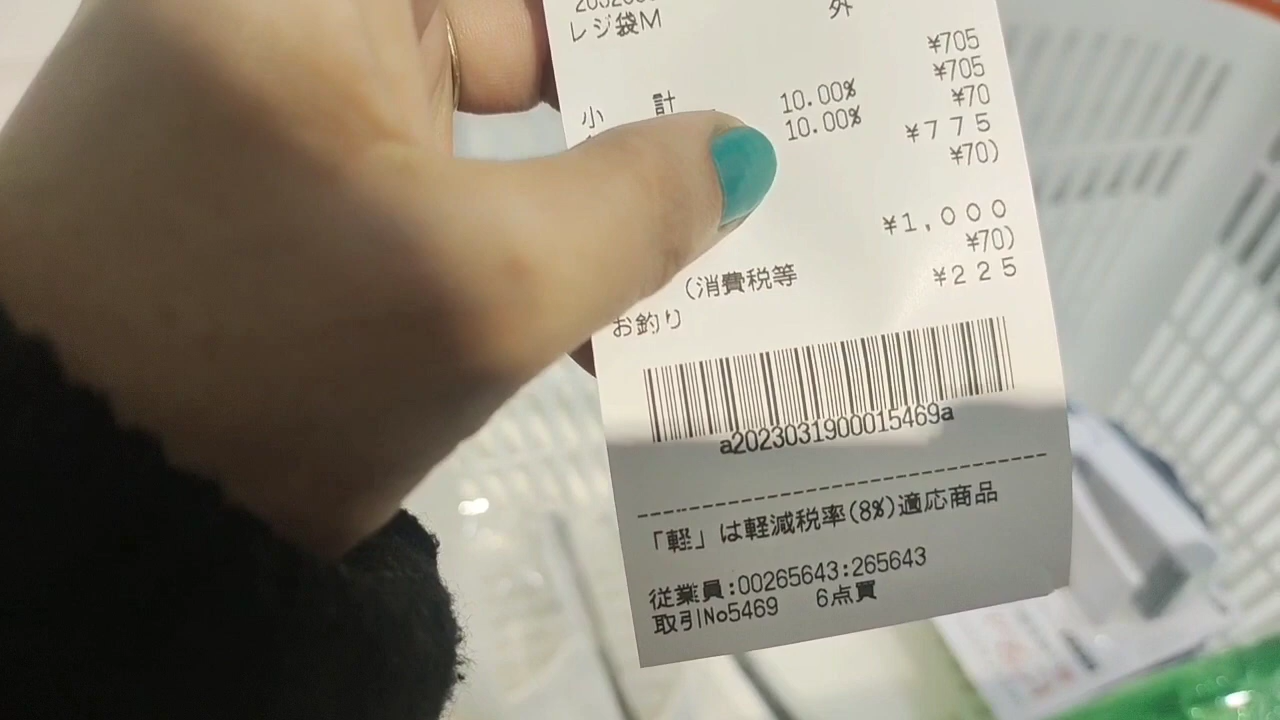 レジ袋M 外
¥705
小 計 10.00% ¥705
10.00% ¥70
¥775
¥70)
¥1,000
(消費税等 ¥70)
お釣り ¥225
a2023031900015469a
「軽」は軽減税率(8%)適応商品
従業員:00265643:265643
取引No5469 6点買